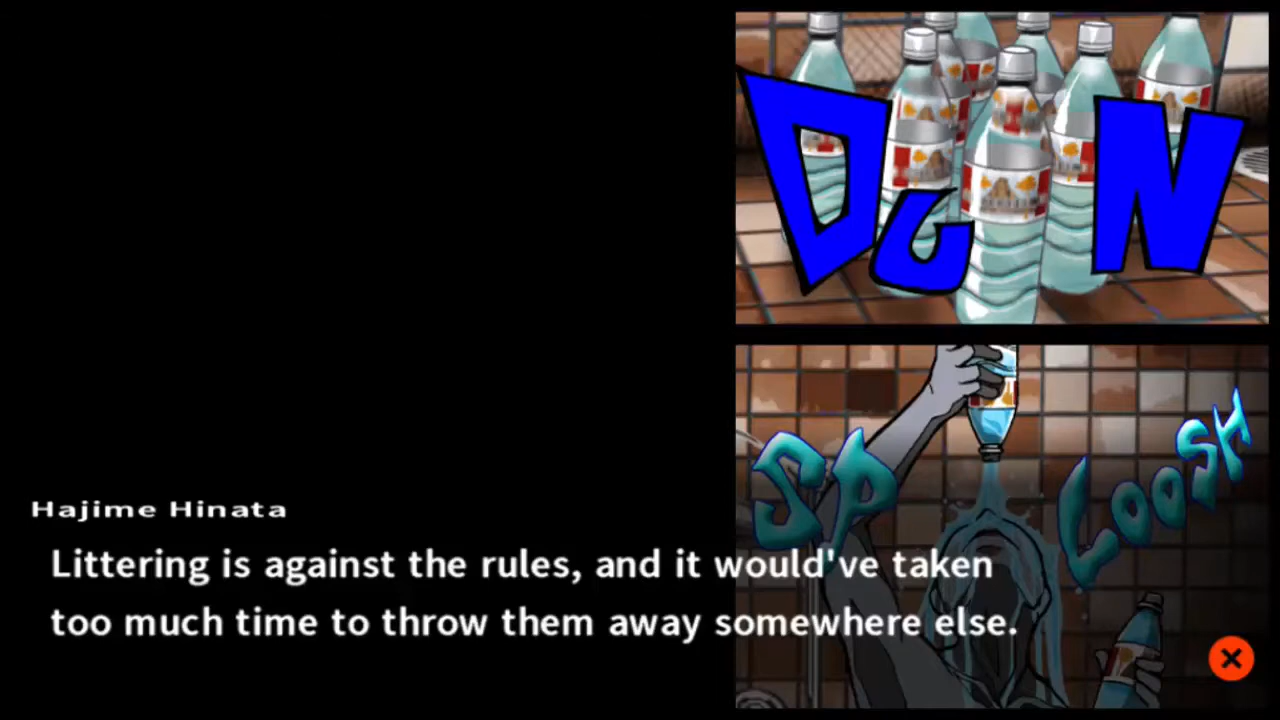 DUN
SPLOOSH
Hajime Hinata
Littering is against the rules, and it would've taken
too much time to throw them away somewhere else.